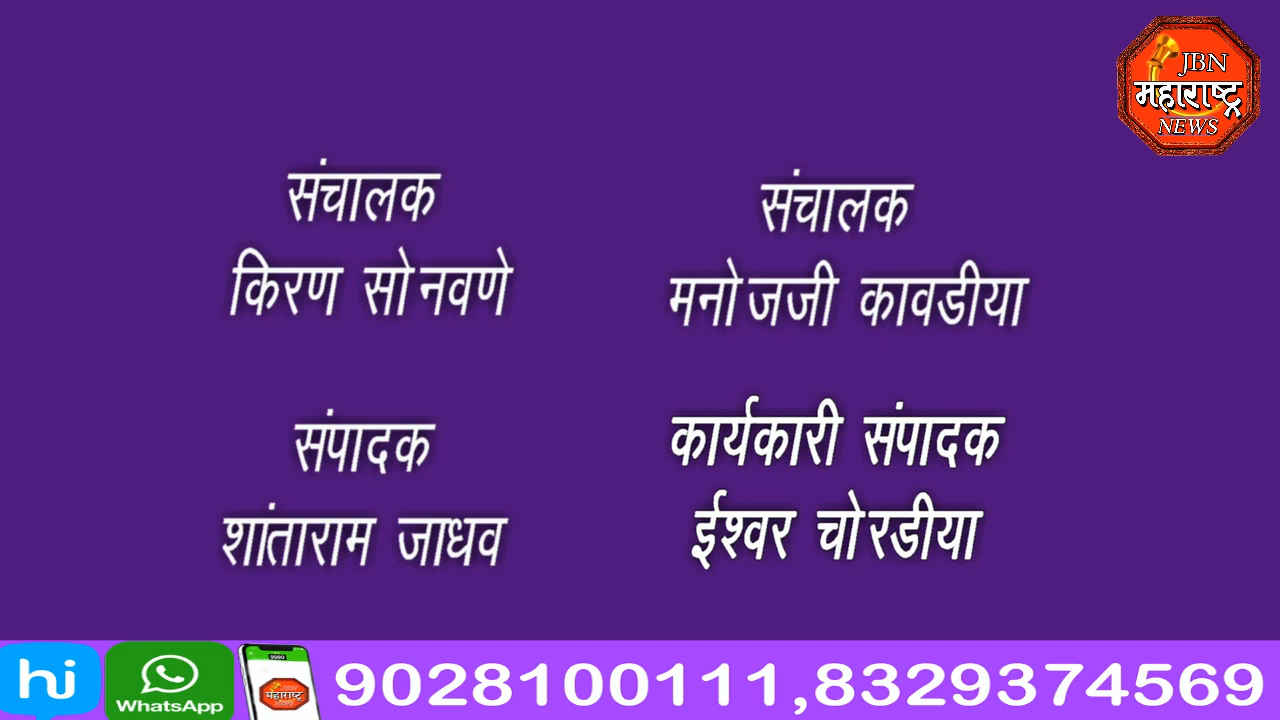 JBN
महाराष्ट्र
NEWS
संचालक
किरण सोनवणे
संचालक
मनोजजी कावडीया
संपादक
शांताराम जाधव
कार्यकारी संपादक
ईश्वर चोरडीया
hi
WhatsApp
महाराष्ट्र
9028100111,8329374569